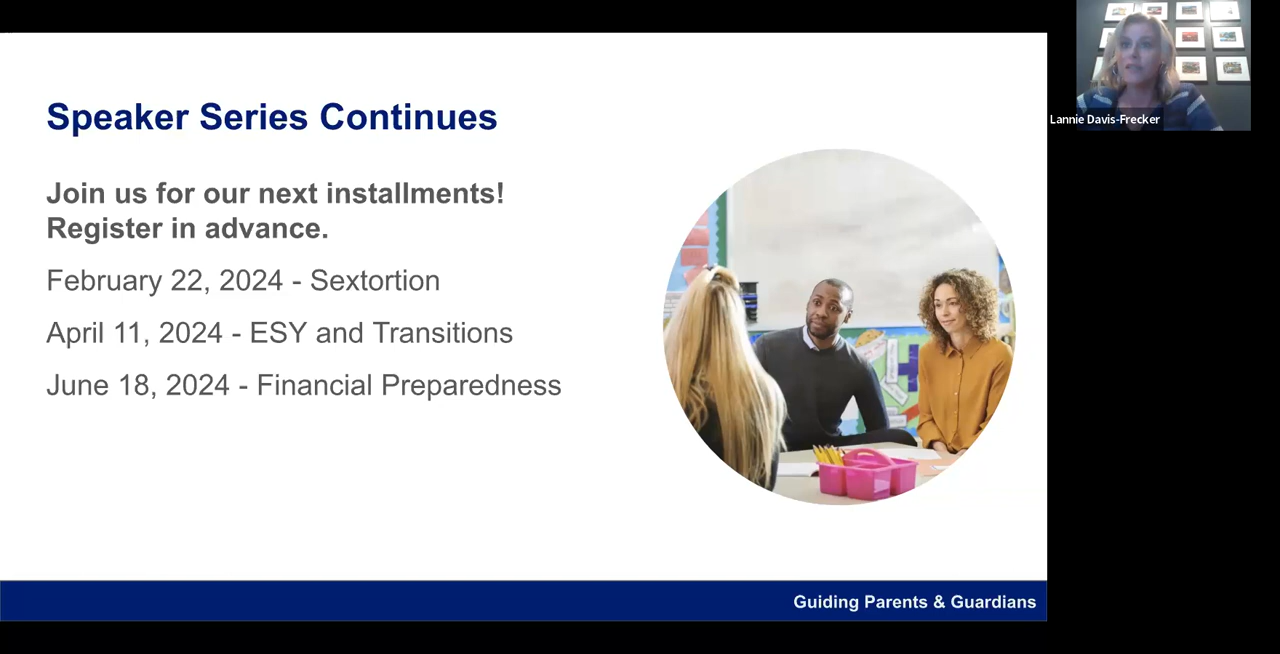 Speaker Series Continues
Join us for our next installments!
Register in advance.
February 22, 2024 - Sextortion
April 11, 2024 - ESY and Transitions
June 18, 2024 - Financial Preparedness
Guiding Parents & Guardians
Lannie Davis-Frecker